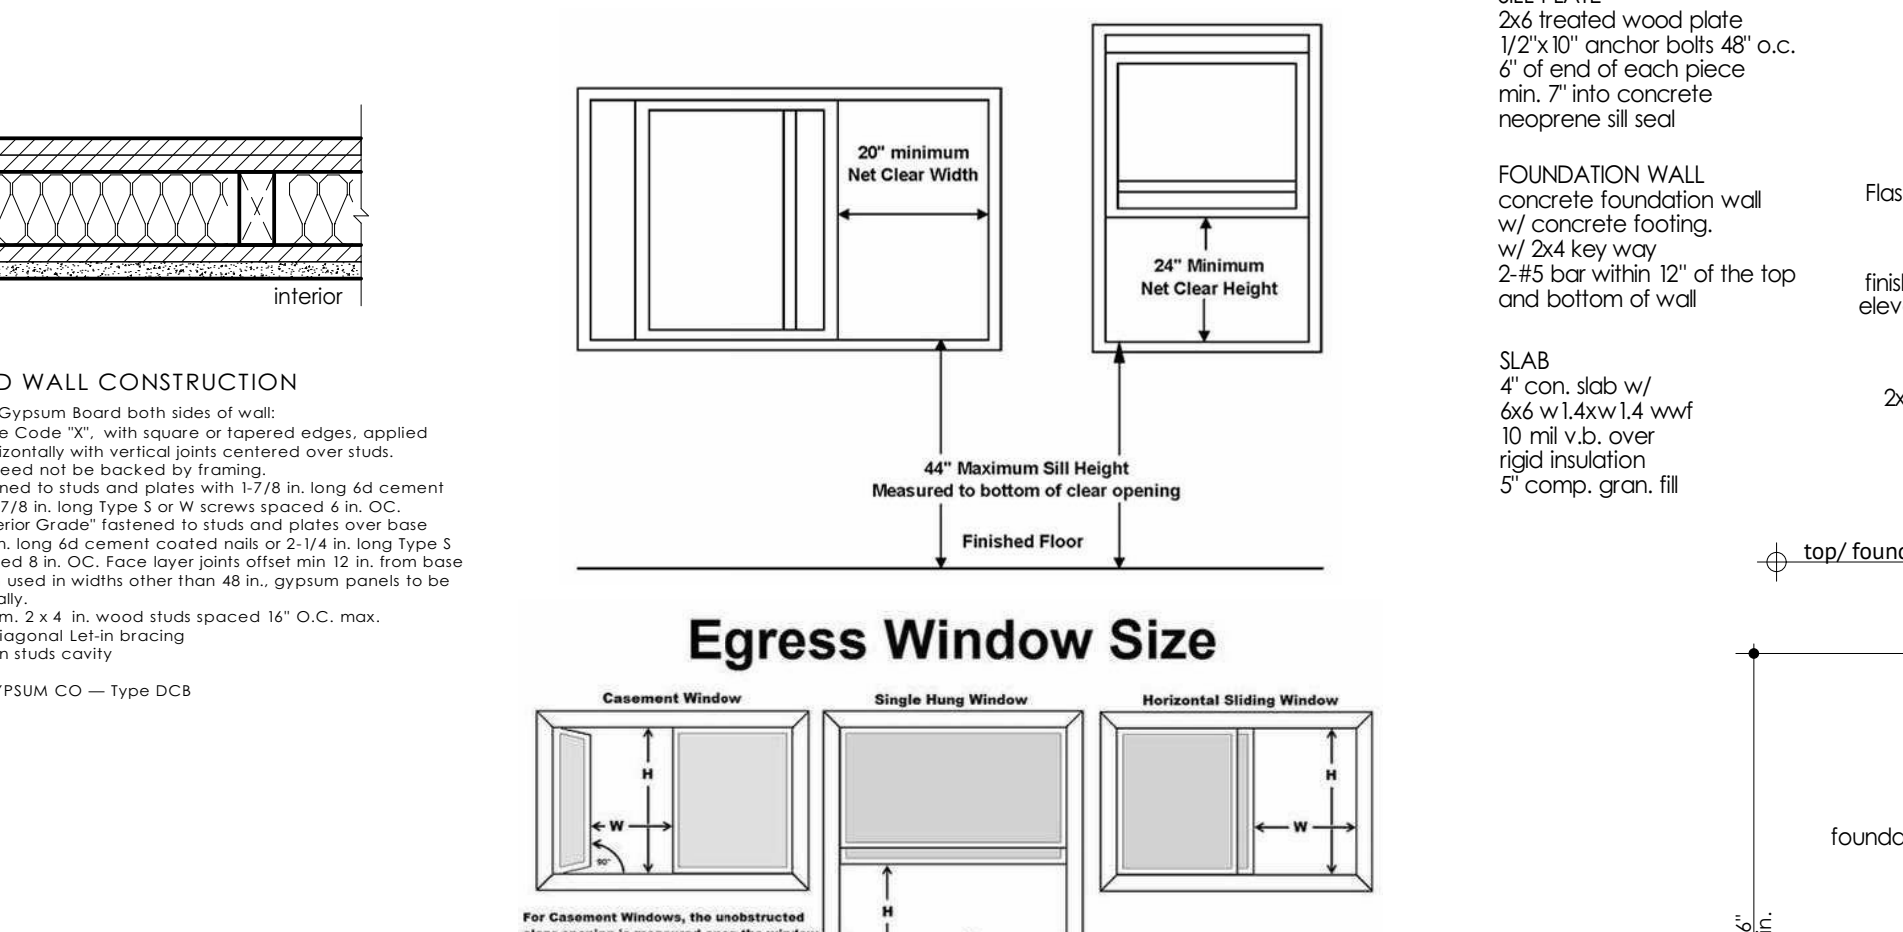 interior
D WALL CONSTRUCTION
Gypsum Board both sides of wall:
e Code "X", with square or tapered edges, applied
izontally with vertical joints centered over studs.
eed not be backed by framing.
ned to studs and plates with 1-7/8 in. long 6d cement
7/8 in. long Type S or W screws spaced 6 in. OC.
erior Grade" fastened to studs and plates over base
n. long 6d cement coated nails or 2-1/4 in. long Type S
ed 8 in. OC. Face layer joints offset min 12 in. from base
used in widths other than 48 in., gypsum panels to be
ally.
m. 2 x 4 in. wood studs spaced 16" O.C. max.
iagonal Let-in bracing
n studs cavity
YPSUM CO — Type DCB
20" minimum
Net Clear Width
24" Minimum
Net Clear Height
44" Maximum Sill Height
Measured to bottom of clear opening
Finished Floor
Egress Window Size
Casement Window
Single Hung Window
Horizontal Sliding Window
H
W
90°
H
H
W
For Casement Windows, the unobstructed
SILL PLATE
2x6 treated wood plate
1/2"x10" anchor bolts 48" o.c.
6" of end of each piece
min. 7" into concrete
neoprene sill seal
FOUNDATION WALL
concrete foundation wall
w/ concrete footing.
w/ 2x4 key way
2-#5 bar within 12" of the top
and bottom of wall
SLAB
4" con. slab w/
6x6 w1.4xw1.4 wwf
10 mil v.b. over
rigid insulation
5" comp. gran. fill
Flas
finis
elev
2x
top/ found
founda
6"
in.